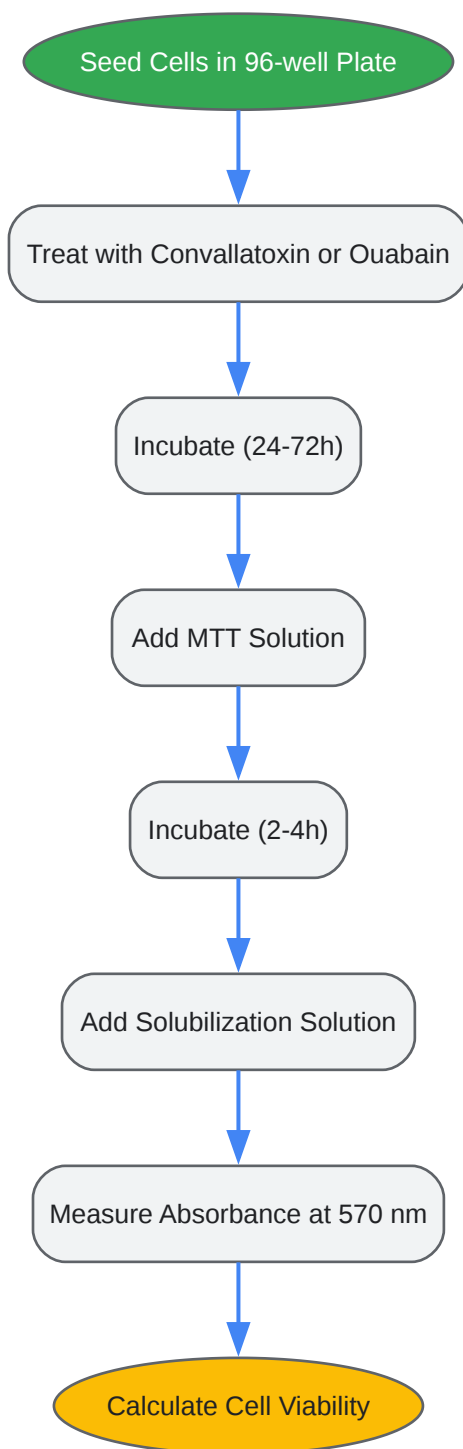 Seed Cells in 96-well Plate
Treat with Convallatoxin or Ouabain
Incubate (24-72h)
Add MTT Solution
Incubate (2-4h)
Add Solubilization Solution
Measure Absorbance at 570 nm
Calculate Cell Viability